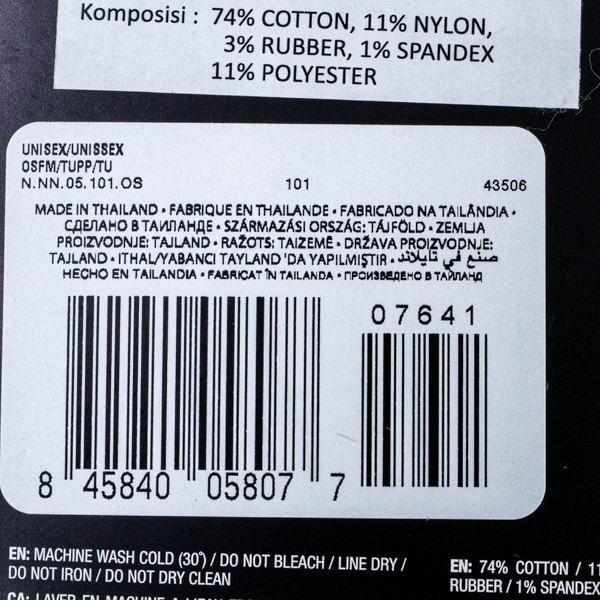 Komposisi : 74% COTTON, 11% NYLON,
3% RUBBER, 1% SPANDEX
11% POLYESTER
UNISEX/UNISSEX
OSFM/TUPP/TU
N.NN.05.101.OS 101 43506
MADE IN THAILAND • FABRIQUE EN THAILANDE • FABRICADO NA TAILÂNDIA •
СДЕЛАНО В ТАИЛАНДЕ • SZÁRMAZÁSI ORSZÁG: TÁJFÖLD • ZEMLJA
PROIZVODNJE: TAJLAND • RAŽOTS: TAIZEMĒ • DRŽAVA PROIZVODNJE:
TAJLAND • ITHAL/YABANCI TAYLAND 'DA YAPILMIŞTIR • صنع في تايلاند
HECHO EN TAILANDIA • FABRICAT ÎN TAILANDA • ПРОИЗВЕДЕНО В ТАЙЛАНД
07641
8 45840 05807 7
EN: MACHINE WASH COLD (30°) / DO NOT BLEACH / LINE DRY /
DO NOT IRON / DO NOT DRY CLEAN
EN: 74% COTTON / 11
RUBBER / 1% SPANDEX